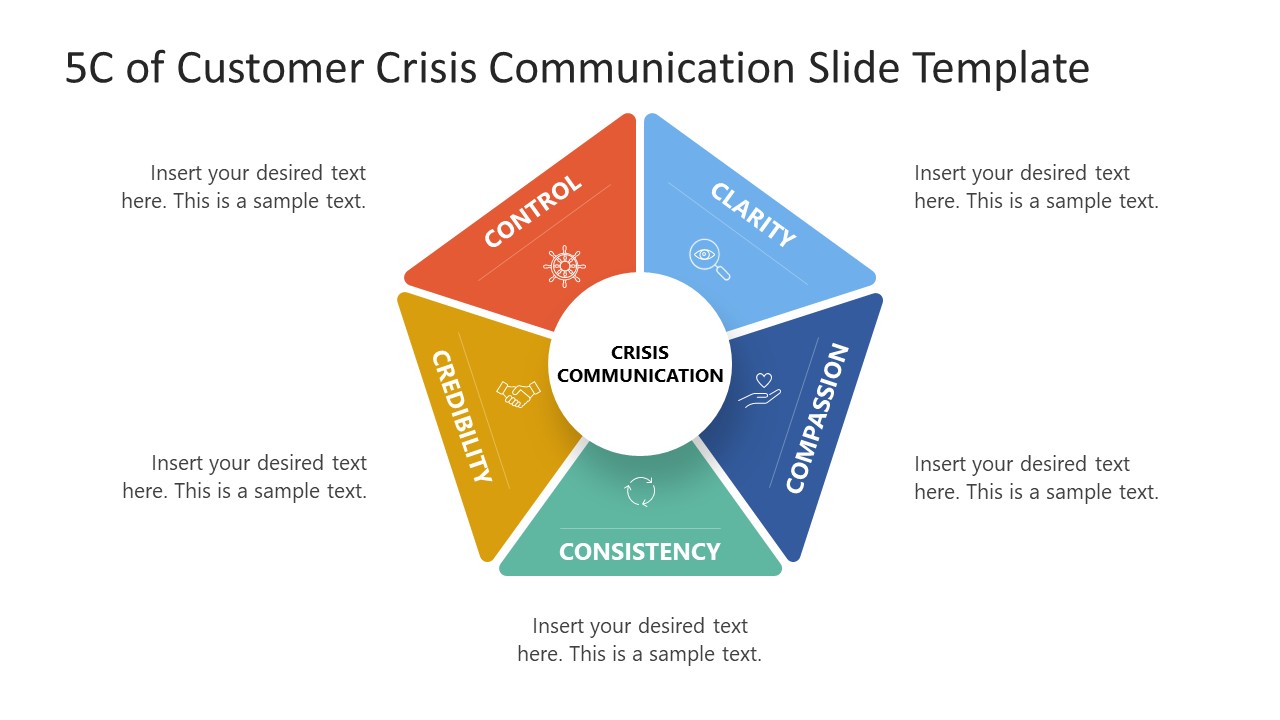 5C of Customer Crisis Communication Slide Template
Insert your desired text
here. This is a sample text.
CONTROL
CLARITY
Insert your desired text
here. This is a sample text.
CRISIS
COMMUNICATION
CREDIBILITY
COMPASSION
Insert your desired text
here. This is a sample text.
Insert your desired text
here. This is a sample text.
CONSISTENCY
Insert your desired text
here. This is a sample text.